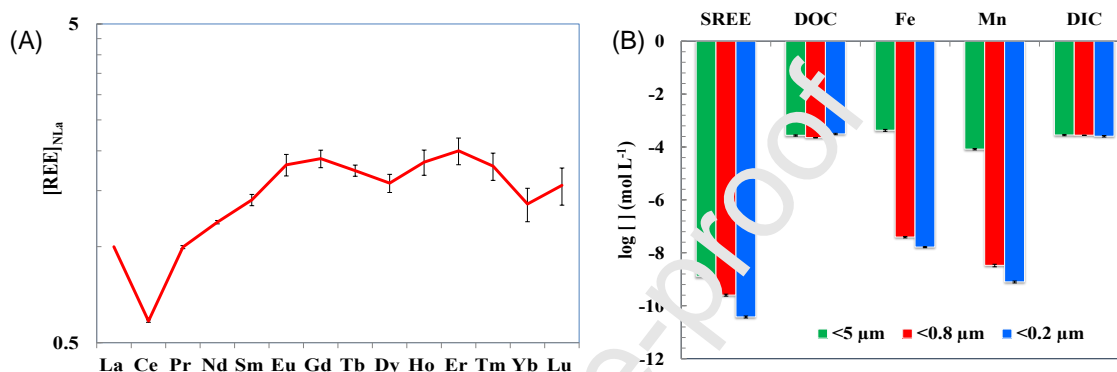 (A)
5
[REE]NLa
0.5
La Ce Pr Nd Sm Eu Gd Tb Dy Ho Er Tm Yb Lu
(B)
SREE DOC Fe Mn DIC
0
-2
-4
-6
-8
-10
-12
log [ ] (mol L-1)
<5 µm <0.8 µm <0.2 µm
e-proof